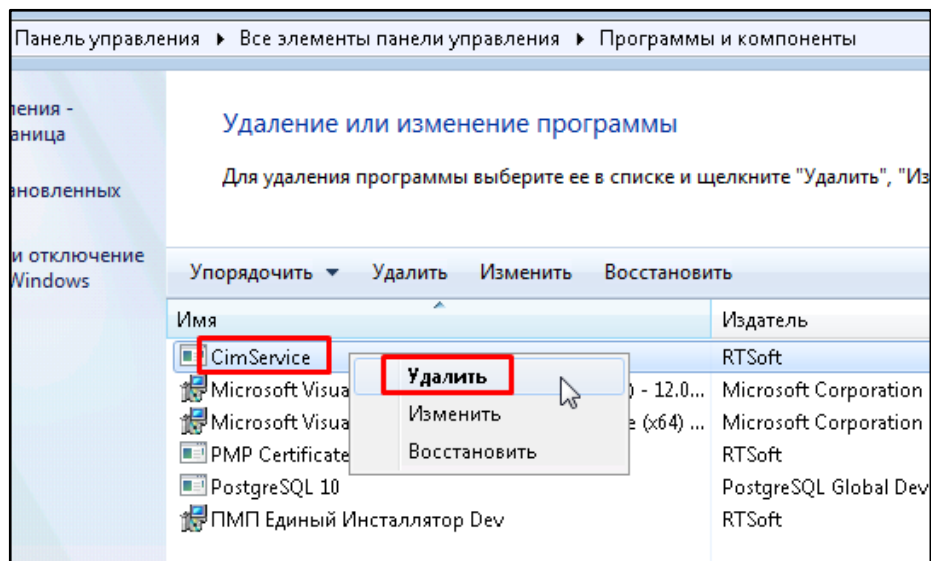 Панель управления ▸ Все элементы панели управления ▸ Программы и компоненты
ления -
аница
Удаление или изменение программы
Для удаления программы выберите ее в списке и щелкните "Удалить", "Из
ановленных
и отключение
Windows
Упорядочить ▾ Удалить Изменить Восстановить
Имя Издатель
CimService RTSoft
Удалить
Microsoft Visua ) - 12.0... Microsoft Corporation
Изменить
Microsoft Visua e (x64) ... Microsoft Corporation
Восстановить
PMP Certificate RTSoft
PostgreSQL 10 PostgreSQL Global Dev
ПМП Единый Инсталлятор Dev RTSoft